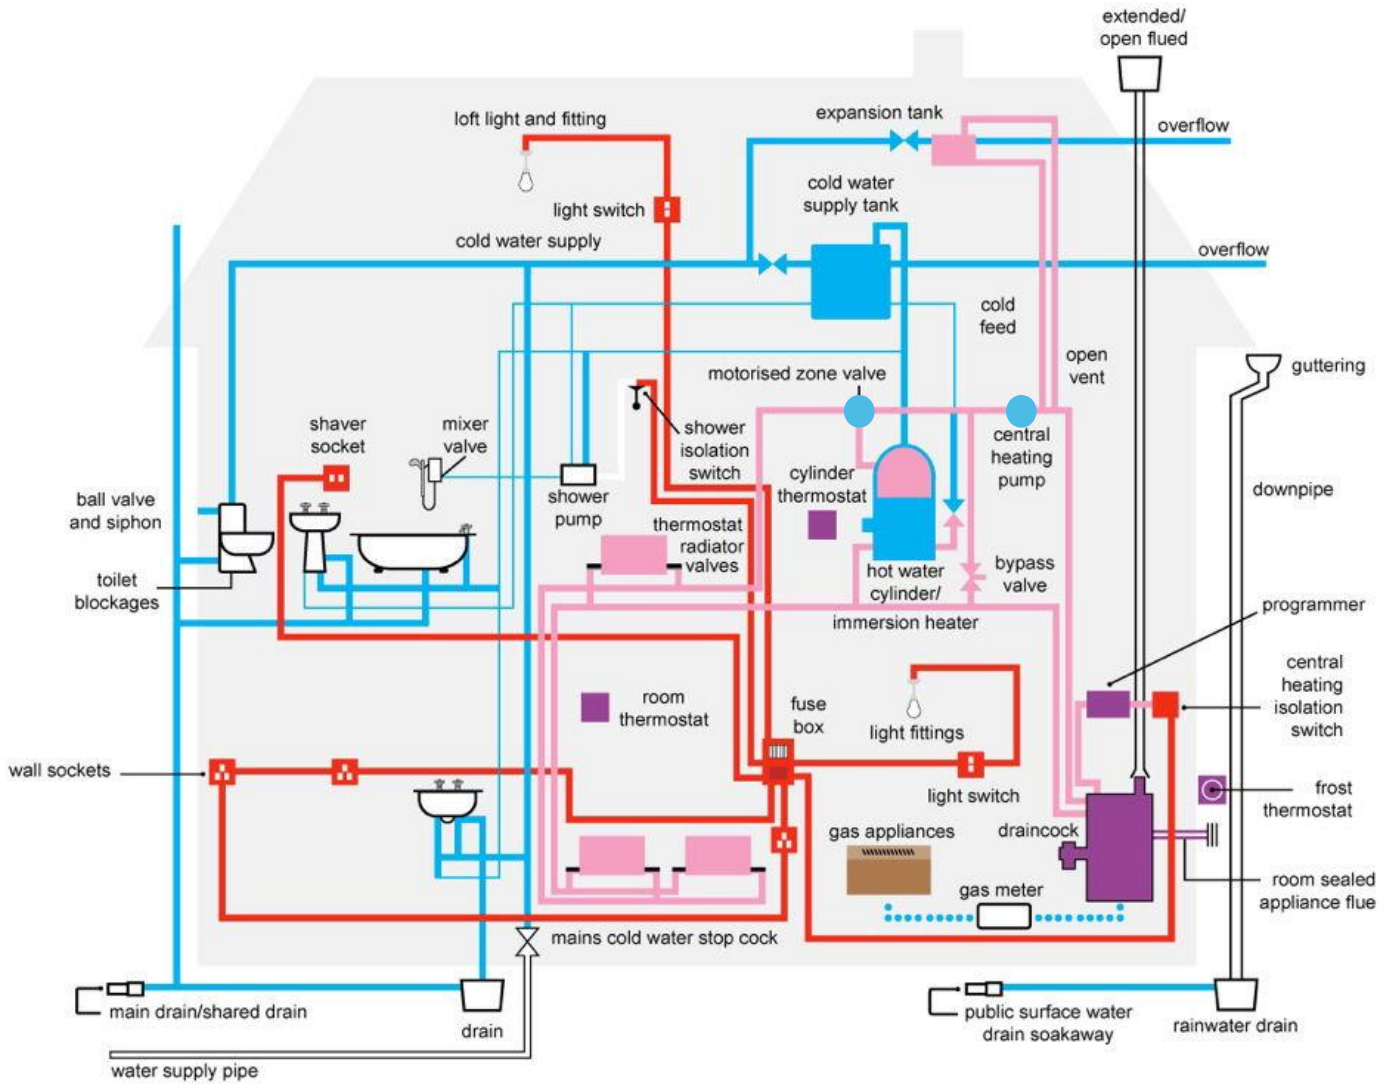 extended/
open flued
loft light and fitting
expansion tank
overflow
cold water
supply tank
light switch
cold water supply
overflow
cold
feed
open
vent
guttering
motorised zone valve
shaver
socket
mixer
valve
shower
isolation
switch
central
heating
pump
cylinder
thermostat
downpipe
ball valve
and siphon
shower
pump
thermostat
radiator
valves
toilet
blockages
hot water
cylinder/
immersion heater
bypass
valve
programmer
room
thermostat
fuse
box
light fittings
central
heating
isolation
switch
wall sockets
light switch
frost
thermostat
gas appliances
draincock
gas meter
room sealed
appliance flue
mains cold water stop cock
main drain/shared drain
drain
public surface water
drain soakaway
rainwater drain
water supply pipe